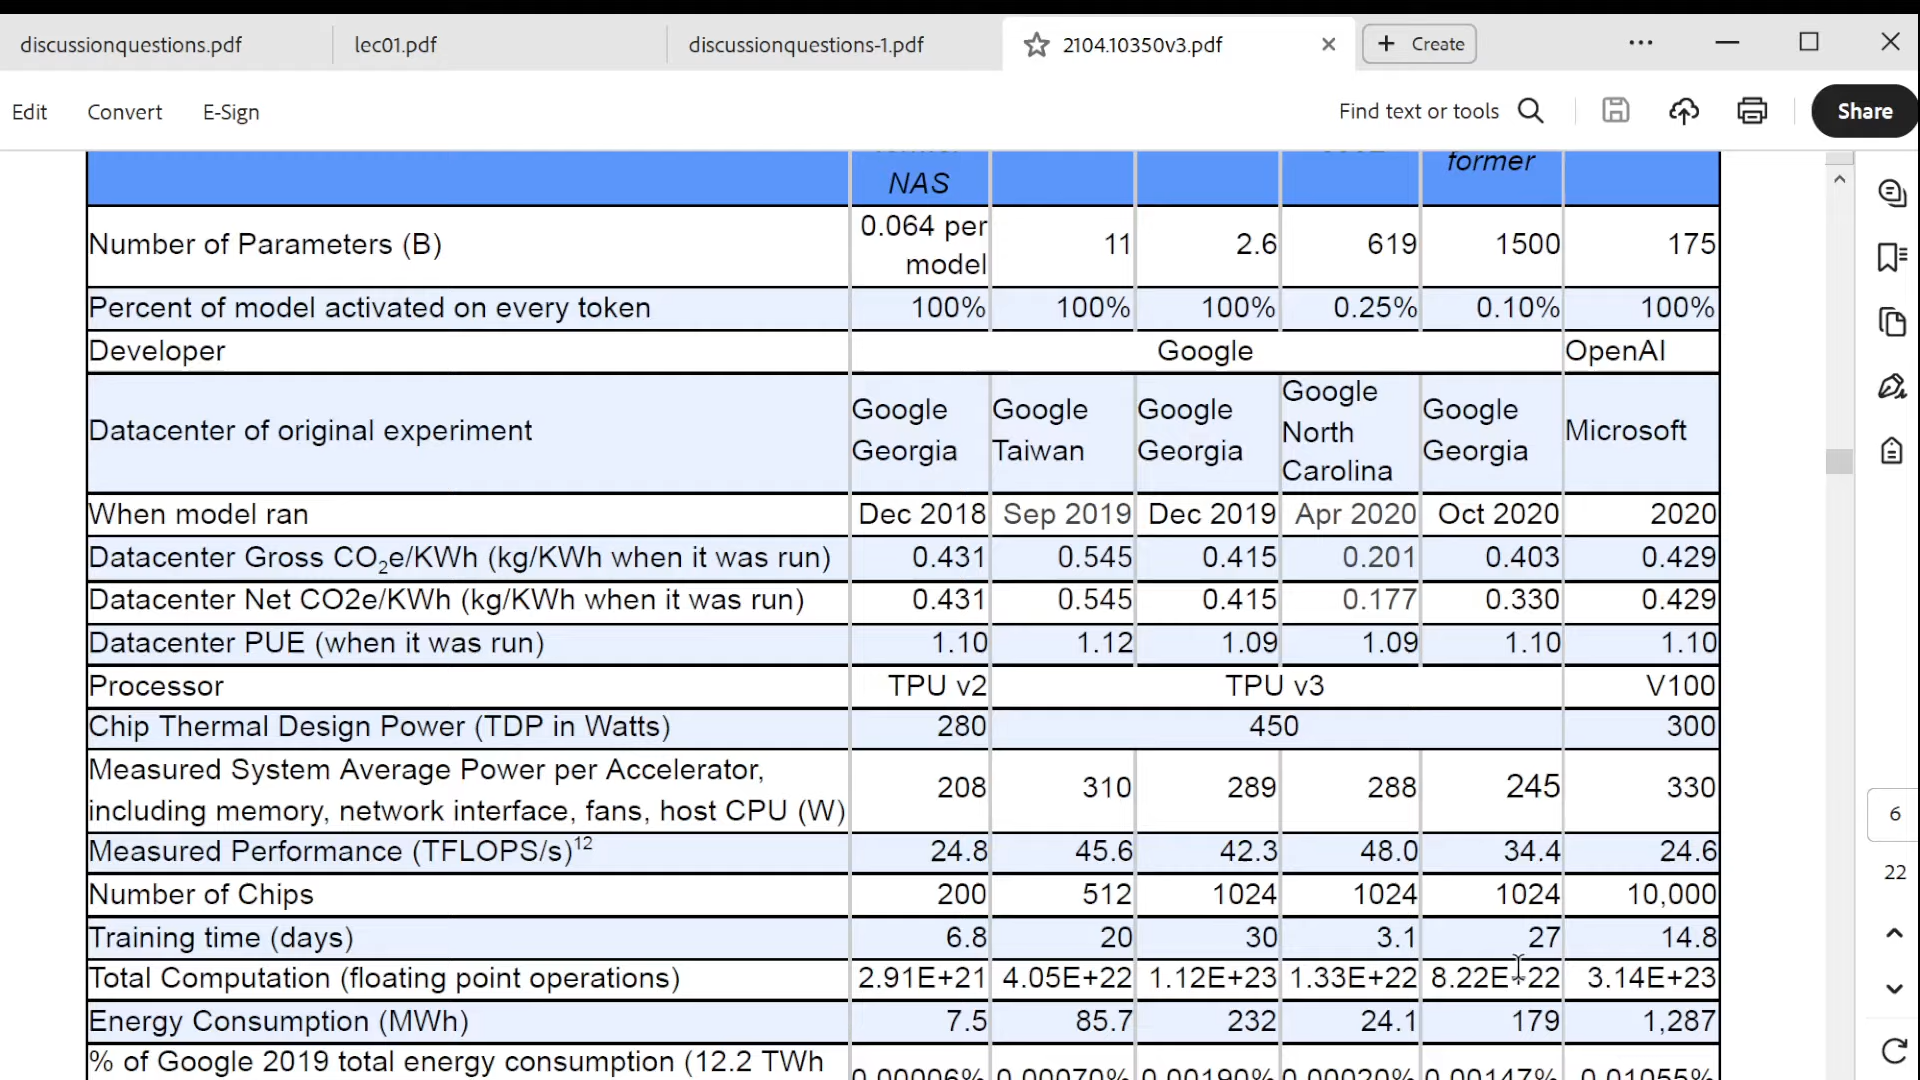 discussionquestions.pdf lec01.pdf discussionquestions-1.pdf 2104.10350v3.pdf Create
Edit Convert E-Sign Find text or tools Share
former
NAS
Number of Parameters (B) 0.064 per model 11 2.6 619 1500 175
Percent of model activated on every token 100% 100% 100% 0.25% 0.10% 100%
Developer Google OpenAI
Datacenter of original experiment Google Georgia Google Taiwan Google Georgia Google North Carolina Google Georgia Microsoft
When model ran Dec 2018 Sep 2019 Dec 2019 Apr 2020 Oct 2020 2020
Datacenter Gross CO₂e/KWh (kg/KWh when it was run) 0.431 0.545 0.415 0.201 0.403 0.429
Datacenter Net CO2e/KWh (kg/KWh when it was run) 0.431 0.545 0.415 0.177 0.330 0.429
Datacenter PUE (when it was run) 1.10 1.12 1.09 1.09 1.10 1.10
Processor TPU v2 TPU v3 V100
Chip Thermal Design Power (TDP in Watts) 280 450 300
Measured System Average Power per Accelerator,
including memory, network interface, fans, host CPU (W) 208 310 289 288 245 330
Measured Performance (TFLOPS/s)¹² 24.8 45.6 42.3 48.0 34.4 24.6
Number of Chips 200 512 1024 1024 1024 10,000
Training time (days) 6.8 20 30 3.1 27 14.8
Total Computation (floating point operations) 2.91E+21 4.05E+22 1.12E+23 1.33E+22 8.22E+22 3.14E+23
Energy Consumption (MWh) 7.5 85.7 232 24.1 179 1,287
% of Google 2019 total energy consumption (12.2 TWh 0.00006% 0.00070% 0.00190% 0.00020% 0.00147% 0.01055%
6
22